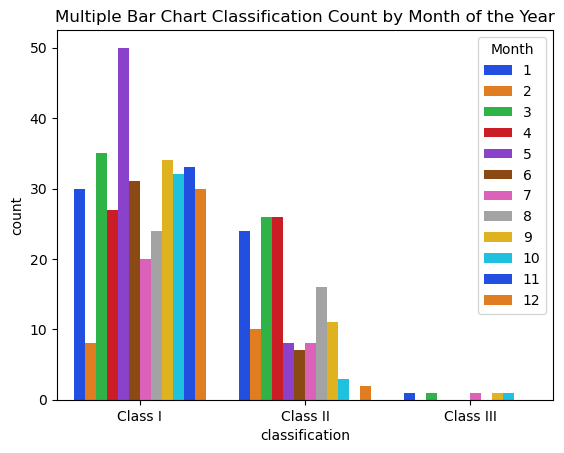 Multiple Bar Chart Classification Count by Month of the Year
count
50
40
30
20
10
0
Month
1
2
3
4
5
6
7
8
9
10
11
12
Class I
Class II
Class III
classification